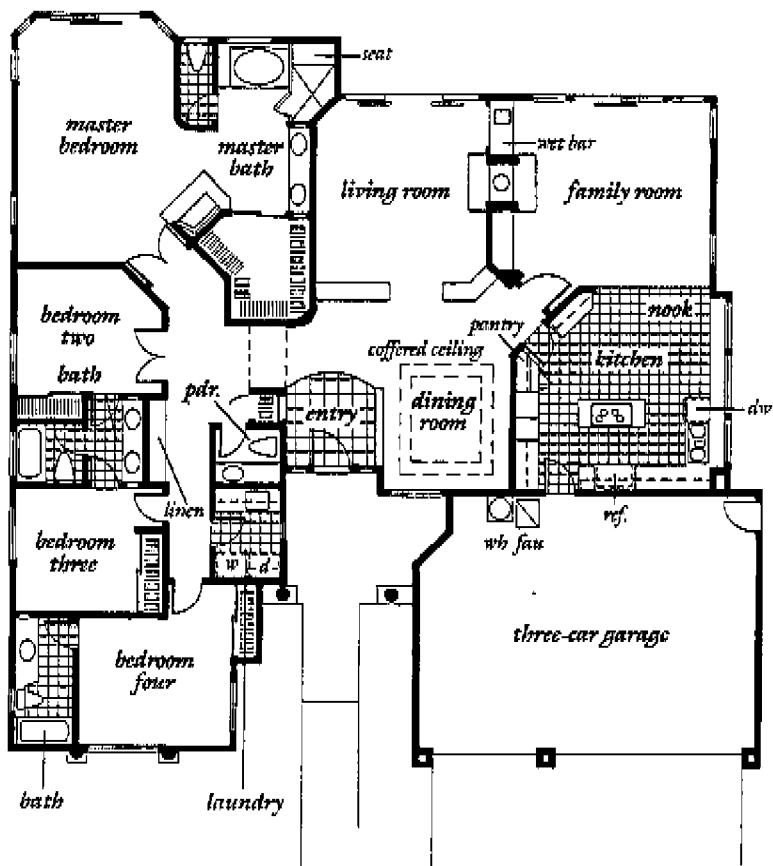 seat
master
bedroom
master
bath
wet bar
living room
family room
bedroom
two
bath
nook
pantry
kitchen
coffered ceiling
pdr.
entry
dining
room
dw
linen
bedroom
three
w
d
wh fau
ref.
three-car garage
bedroom
four
bath
laundry